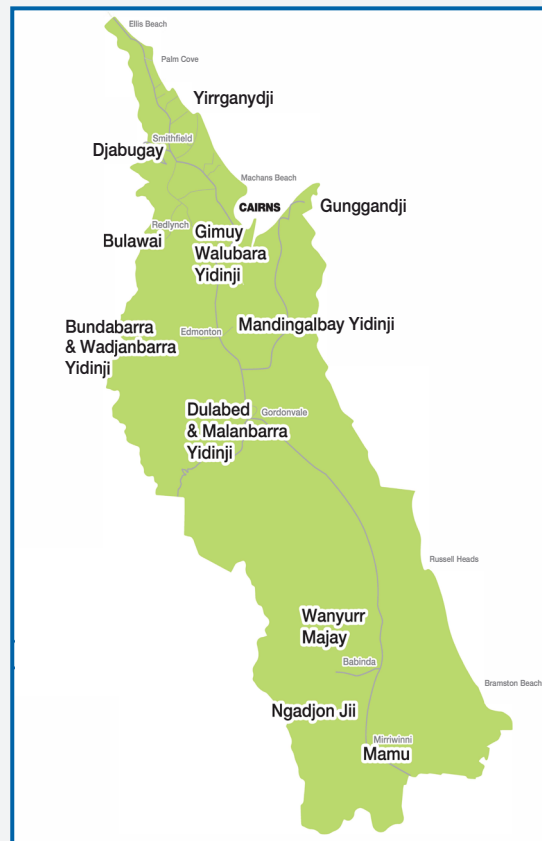 Ellis Beach
Palm Cove
Yirrganydji
Smithfield
Djabugay
Machans Beach
CAIRNS
Gunggandji
Redlynch
Bulawai
Gimuy
Walubara
Yidinji
Bundabarra
& Wadjanbarra
Yidinji
Edmonton
Mandingalbay Yidinji
Dulabed
& Malanbarra
Yidinji
Gordonvale
Russell Heads
Wanyurr
Majay
Babinda
Bramston Beach
Ngadjon Jii
Mirriwinni
Mamu